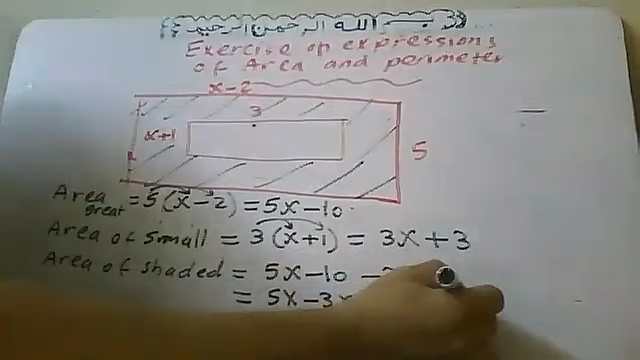 بسم الله الرحمن الرحيم
Exercise on expressions
of Area and perimeter
x-2
3
x+1
5
Area great = 5(x-2) = 5x-10
Area of small = 3(x+1) = 3x+3
Area of shaded = 5x-10 -
= 5x-3x